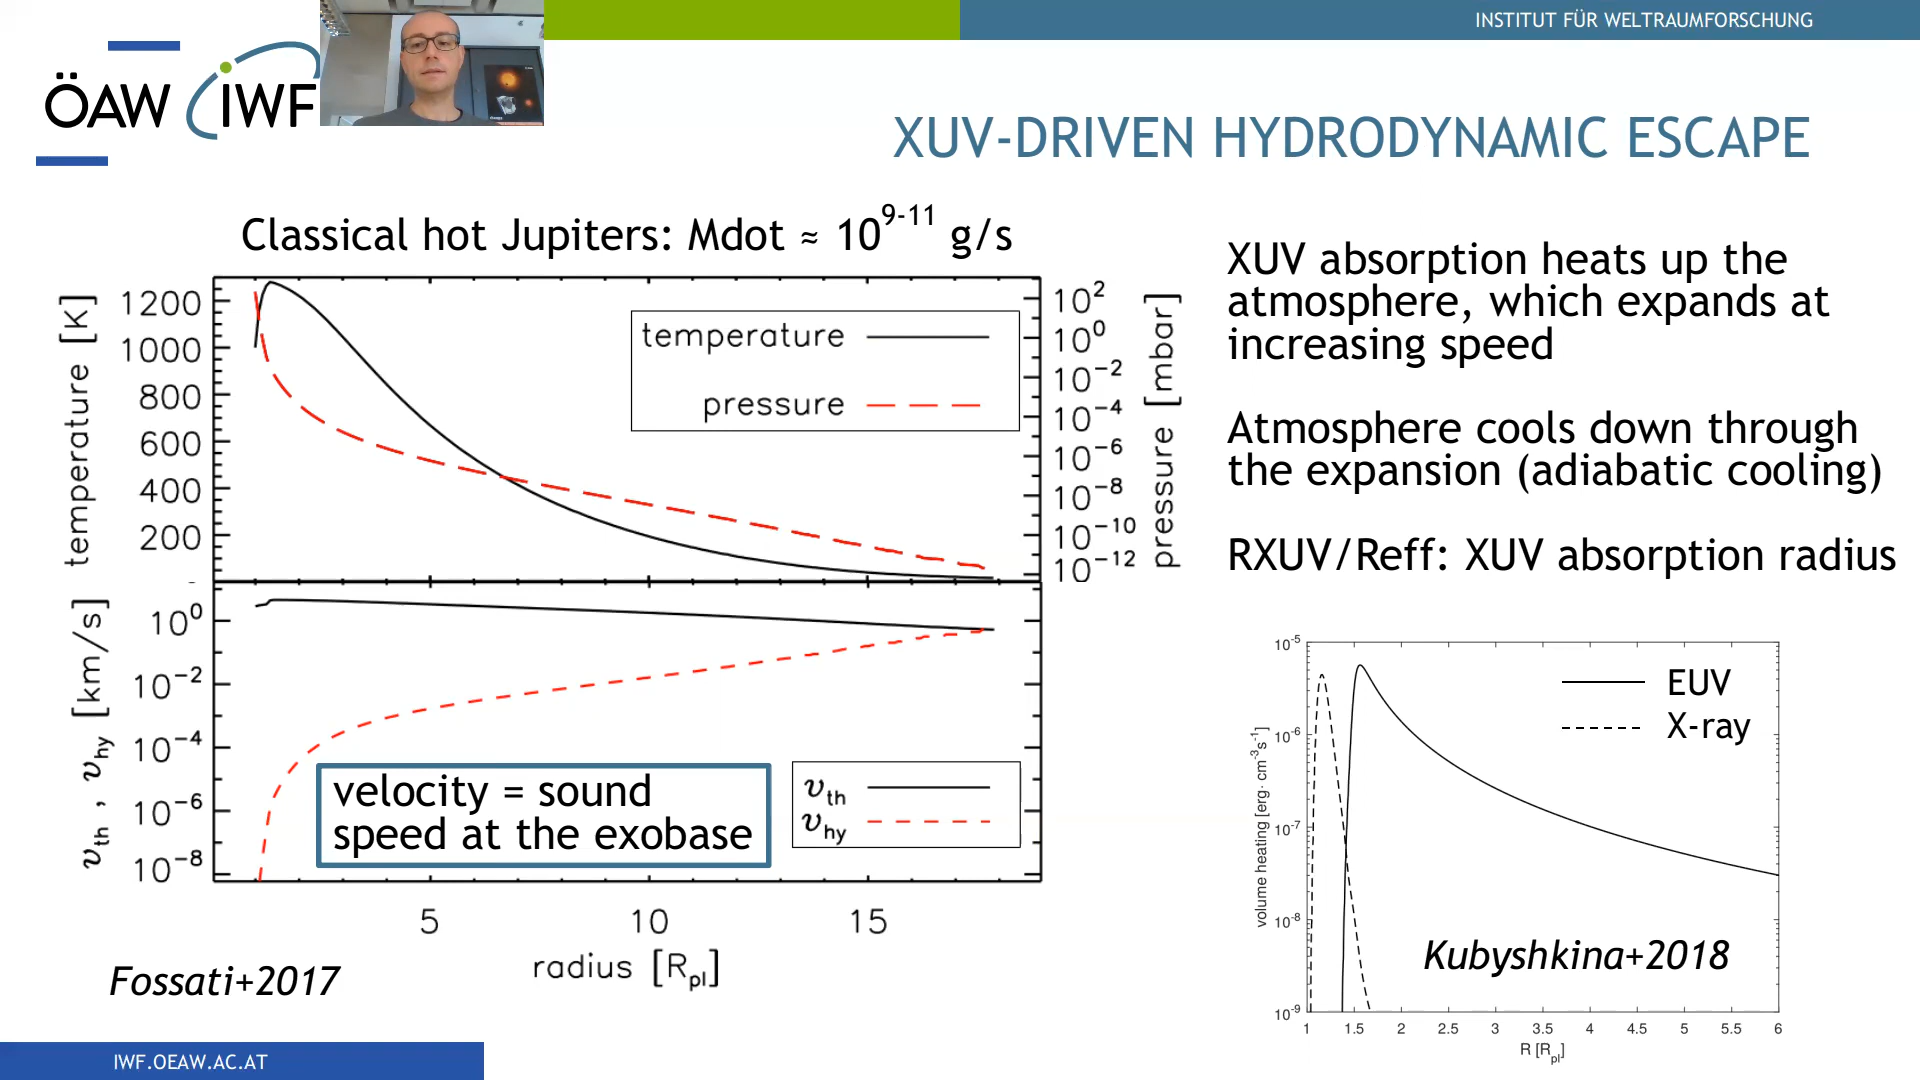 INSTITUT FÜR WELTRAUMFORSCHUNG
ÖAW IWF
XUV-DRIVEN HYDRODYNAMIC ESCAPE
Classical hot Jupiters: Mdot ≈ 10^9-11 g/s
temperature [K]
1200
1000
800
600
400
200
temperature
pressure
10^2
10^0
10^-2
10^-4
10^-6
10^-8
10^-10
10^-12
pressure [mbar]
v_th , v_hy [km/s]
10^0
10^-2
10^-4
10^-6
10^-8
velocity = sound
speed at the exobase
v_th
v_hy
5 10 15
radius [R_pl]
Fossati+2017
XUV absorption heats up the
atmosphere, which expands at
increasing speed
Atmosphere cools down through
the expansion (adiabatic cooling)
RXUV/Reff: XUV absorption radius
volume heating [erg· cm^-3 s^-1]
10^-5
10^-6
10^-7
10^-8
10^-9
EUV
X-ray
Kubyshkina+2018
1 1.5 2 2.5 3 3.5 4 4.5 5 5.5 6
R [R_pl]
IWF.OEAW.AC.AT